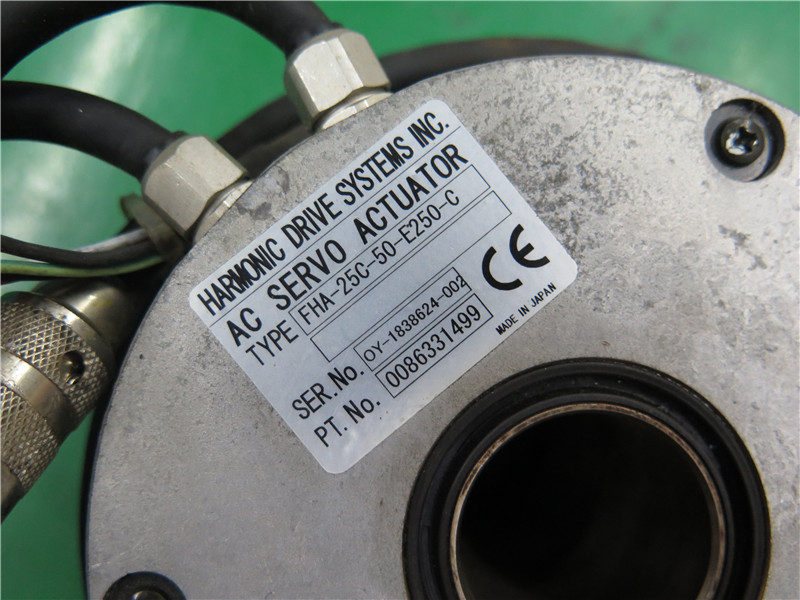 HARMONIC DRIVE SYSTEMS INC.
AC SERVO ACTUATOR
TYPE FHA-25C-50-E250-C
SER.No. OY-1838624-002
PT. No. 0086331499
CE
MADE IN JAPAN